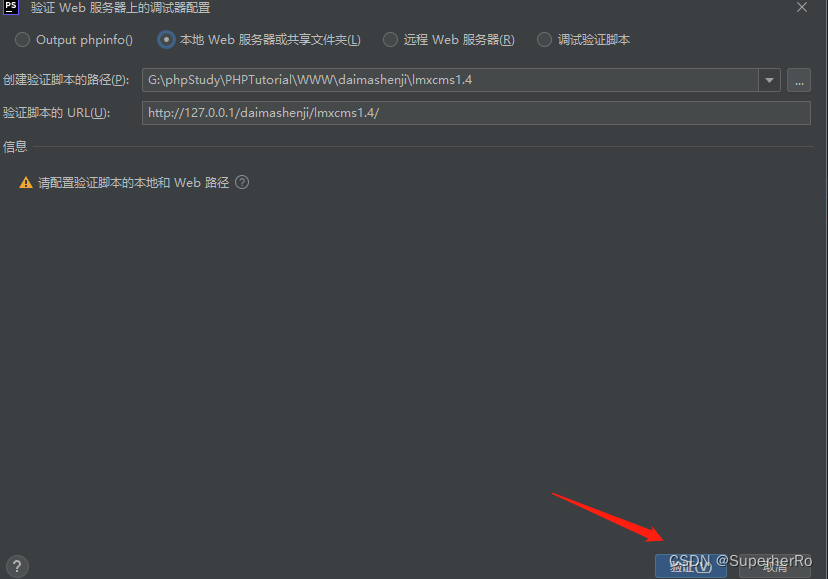 PS 验证 Web 服务器上的调试器配置
Output phpinfo() 本地 Web 服务器或共享文件夹(L) 远程 Web 服务器(R) 调试验证脚本
创建验证脚本的路径(P): G:\phpStudy\PHPTutorial\WWW\daimashenji\lmxcms1.4 ...
验证脚本的 URL(U): http://127.0.0.1/daimashenji/lmxcms1.4/
信息
请配置验证脚本的本地和 Web 路径 ?
CSDN @SuperherRo
? 验证(V) 取消